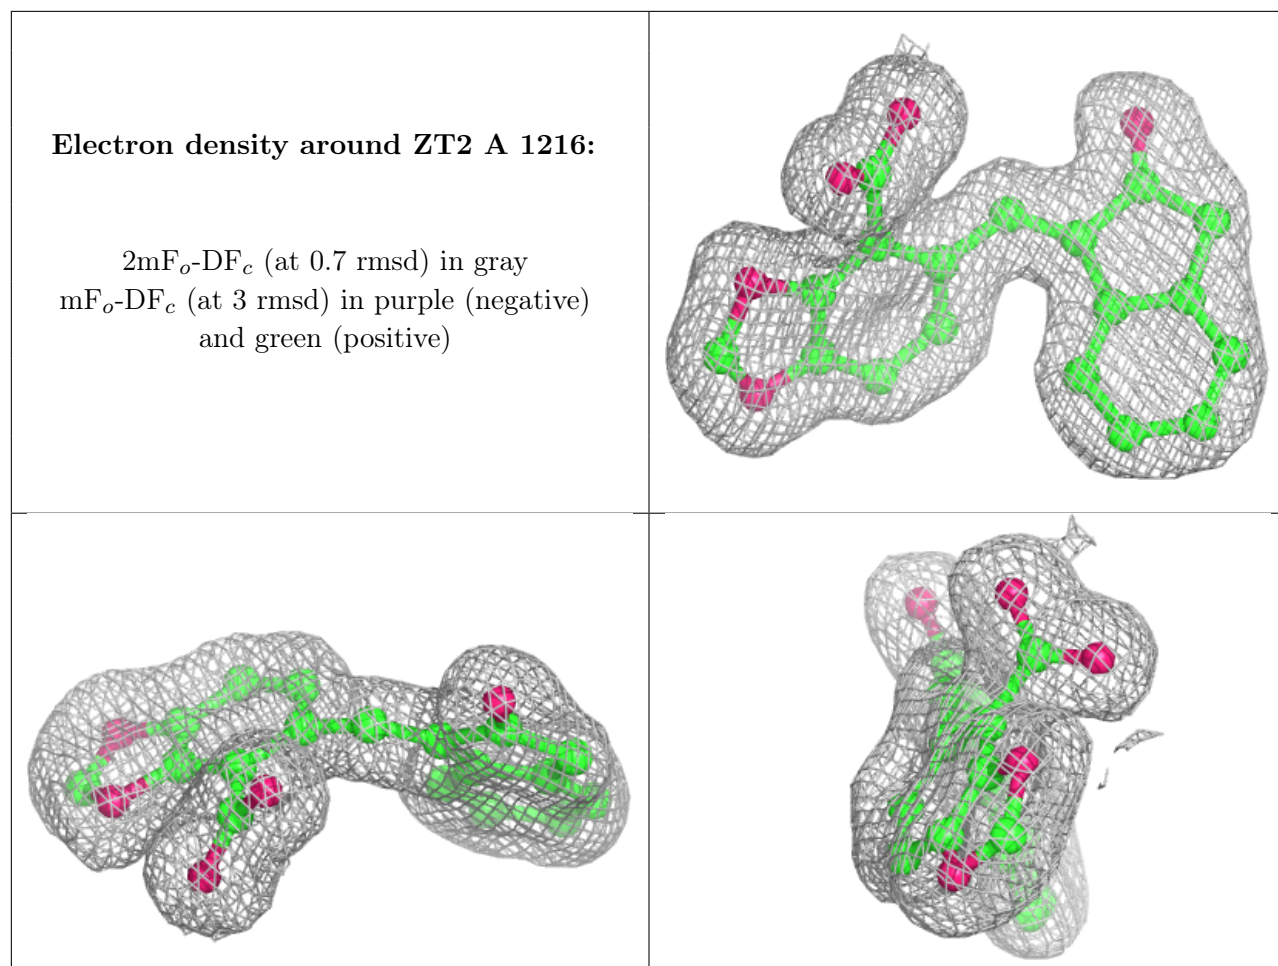 Electron density around ZT2 A 1216:
2mFₒ-DF𝒸 (at 0.7 rmsd) in gray
mFₒ-DF𝒸 (at 3 rmsd) in purple (negative)
and green (positive)